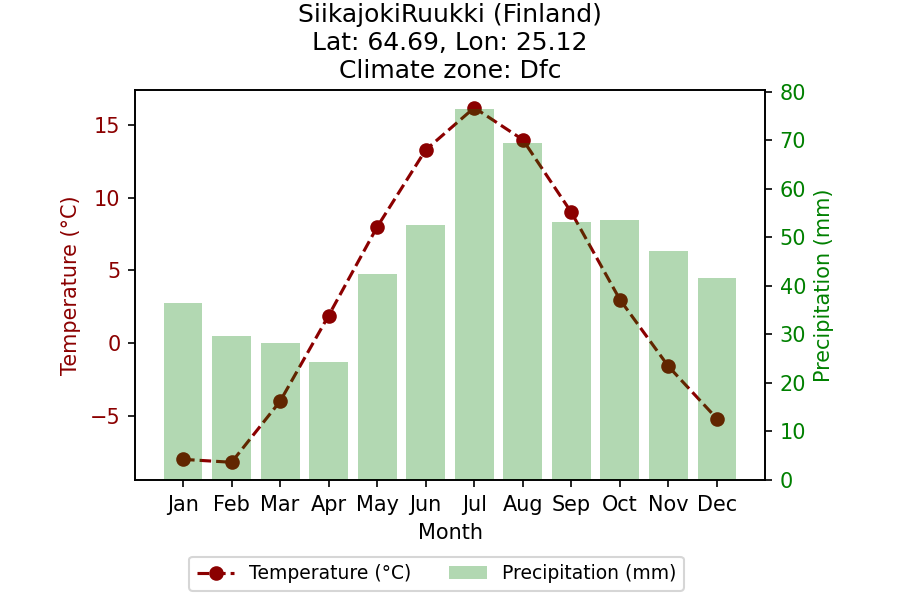 SiikajokiRuukki (Finland)
Lat: 64.69, Lon: 25.12
Climate zone: Dfc
15
10
5
0
−5
Temperature (°C)
80
70
60
50
40
30
20
10
0
Precipitation (mm)
Jan Feb Mar Apr May Jun Jul Aug Sep Oct Nov Dec
Month
Temperature (°C) Precipitation (mm)